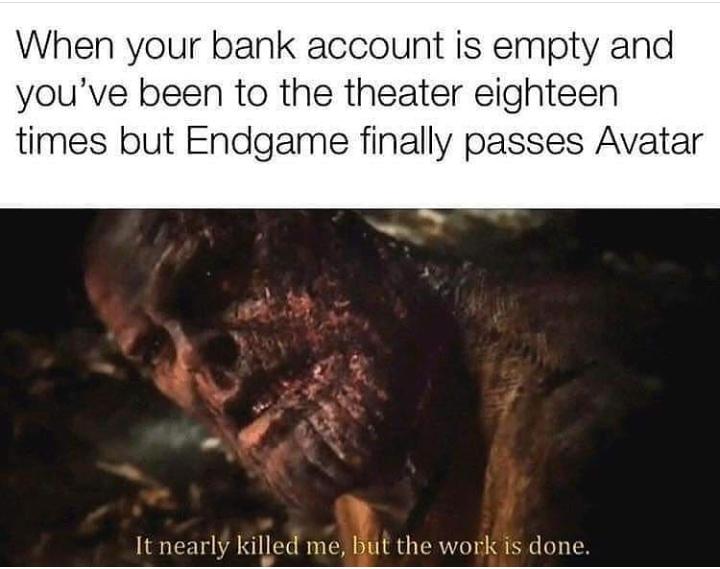 When your bank account is empty and
you’ve been to the theater eighteen
times but Endgame finally passes Avatar
It nearly killed me, but the work is done.